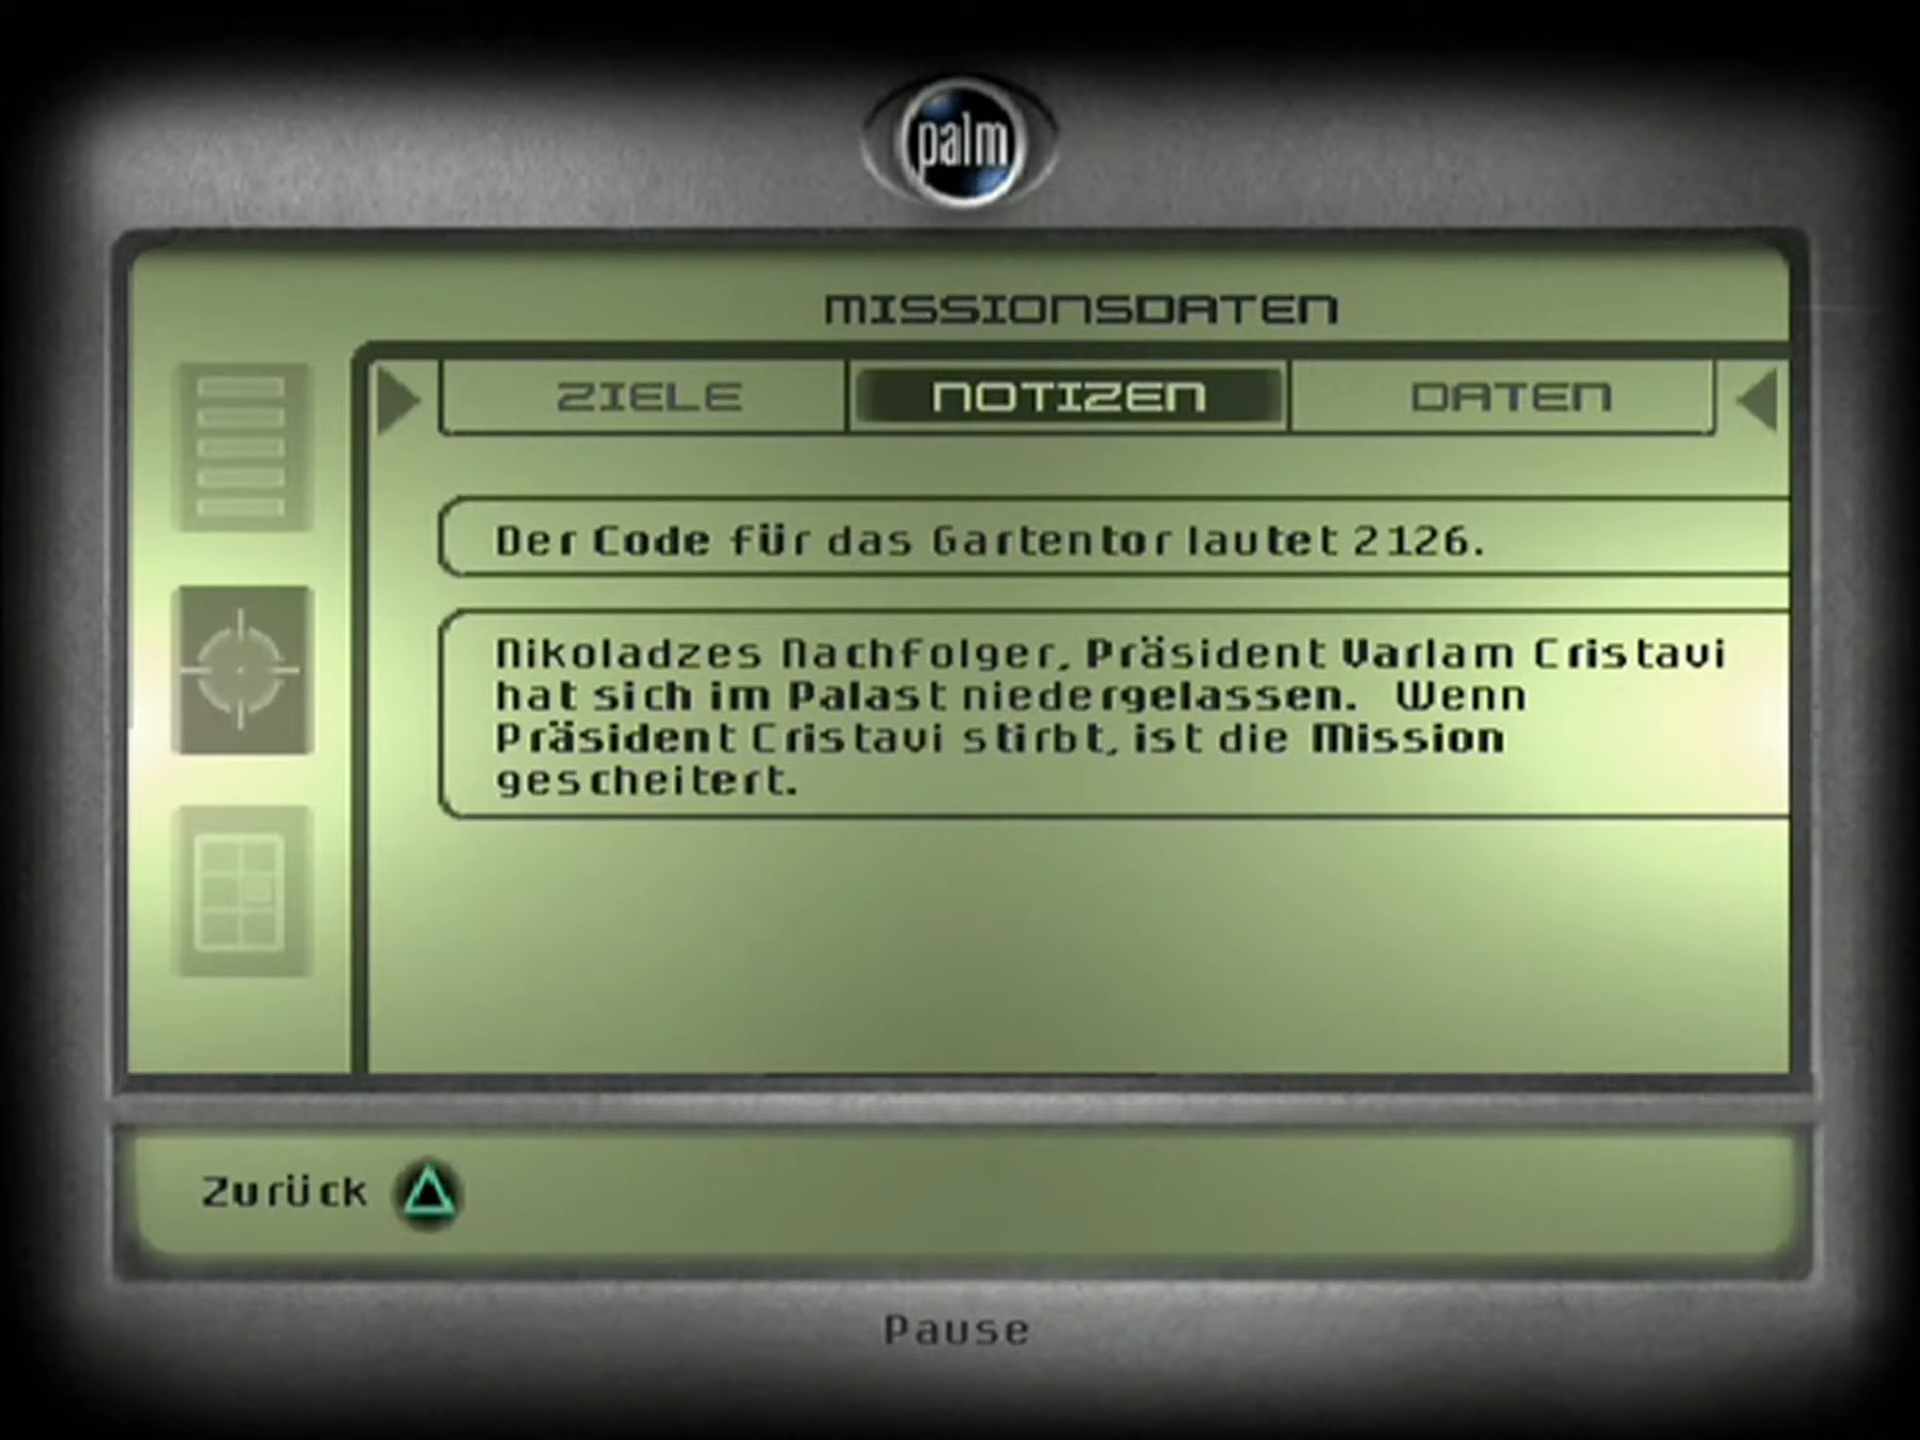 palm
MISSIONSDATEN
ZIELE
NOTIZEN
DATEN
Der Code für das Gartentor lautet 2126.
Nikoladzes Nachfolger, Präsident Varlam Cristavi
hat sich im Palast niedergelassen. Wenn
Präsident Cristavi stirbt, ist die Mission
gescheitert.
Zurück
Pause